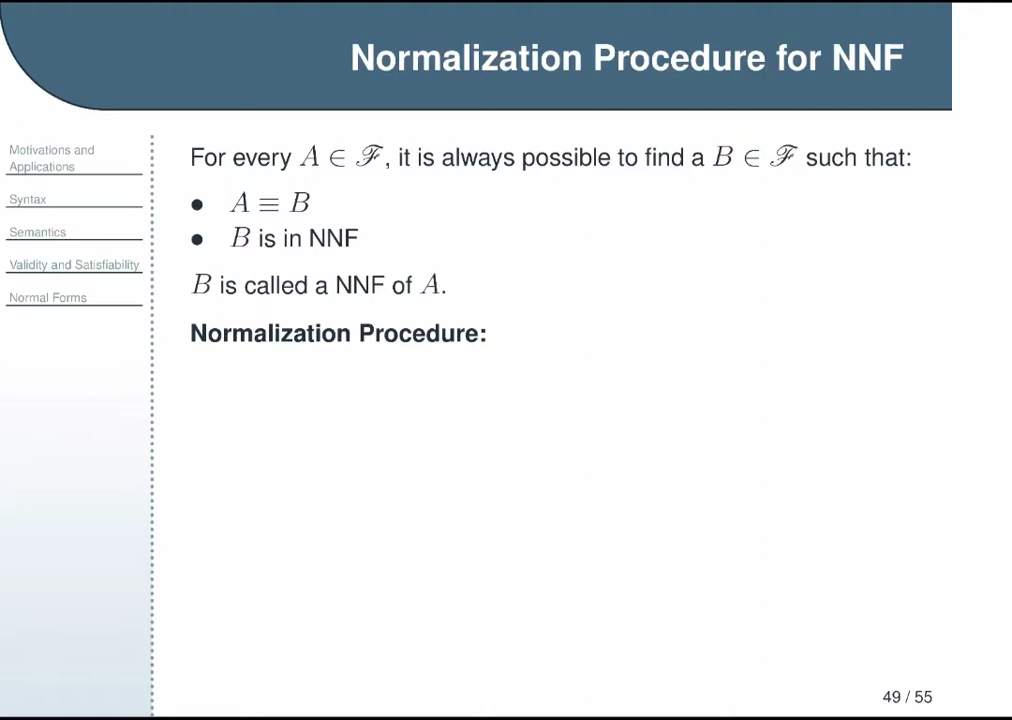 Normalization Procedure for NNF
Motivations and
Applications
Syntax
Semantics
Validity and Satisfiability
Normal Forms
For every A ∈ ℱ, it is always possible to find a B ∈ ℱ such that:
• A ≡ B
• B is in NNF
B is called a NNF of A.
Normalization Procedure:
49 / 55